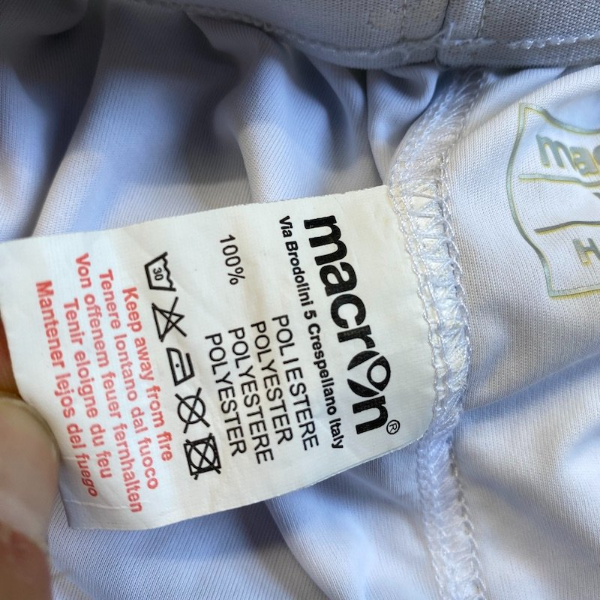 macron®
Via Brodolini 5 Crespellano Italy
100%
POLIESTERE
POLYESTER
POLYESTERE
POLYESTER
30
Keep away from fire
Tenere lontano dal fuoco
Von offenem feuer fernhalten
Tenir eloigne du feu
Mantener lejos del fuego